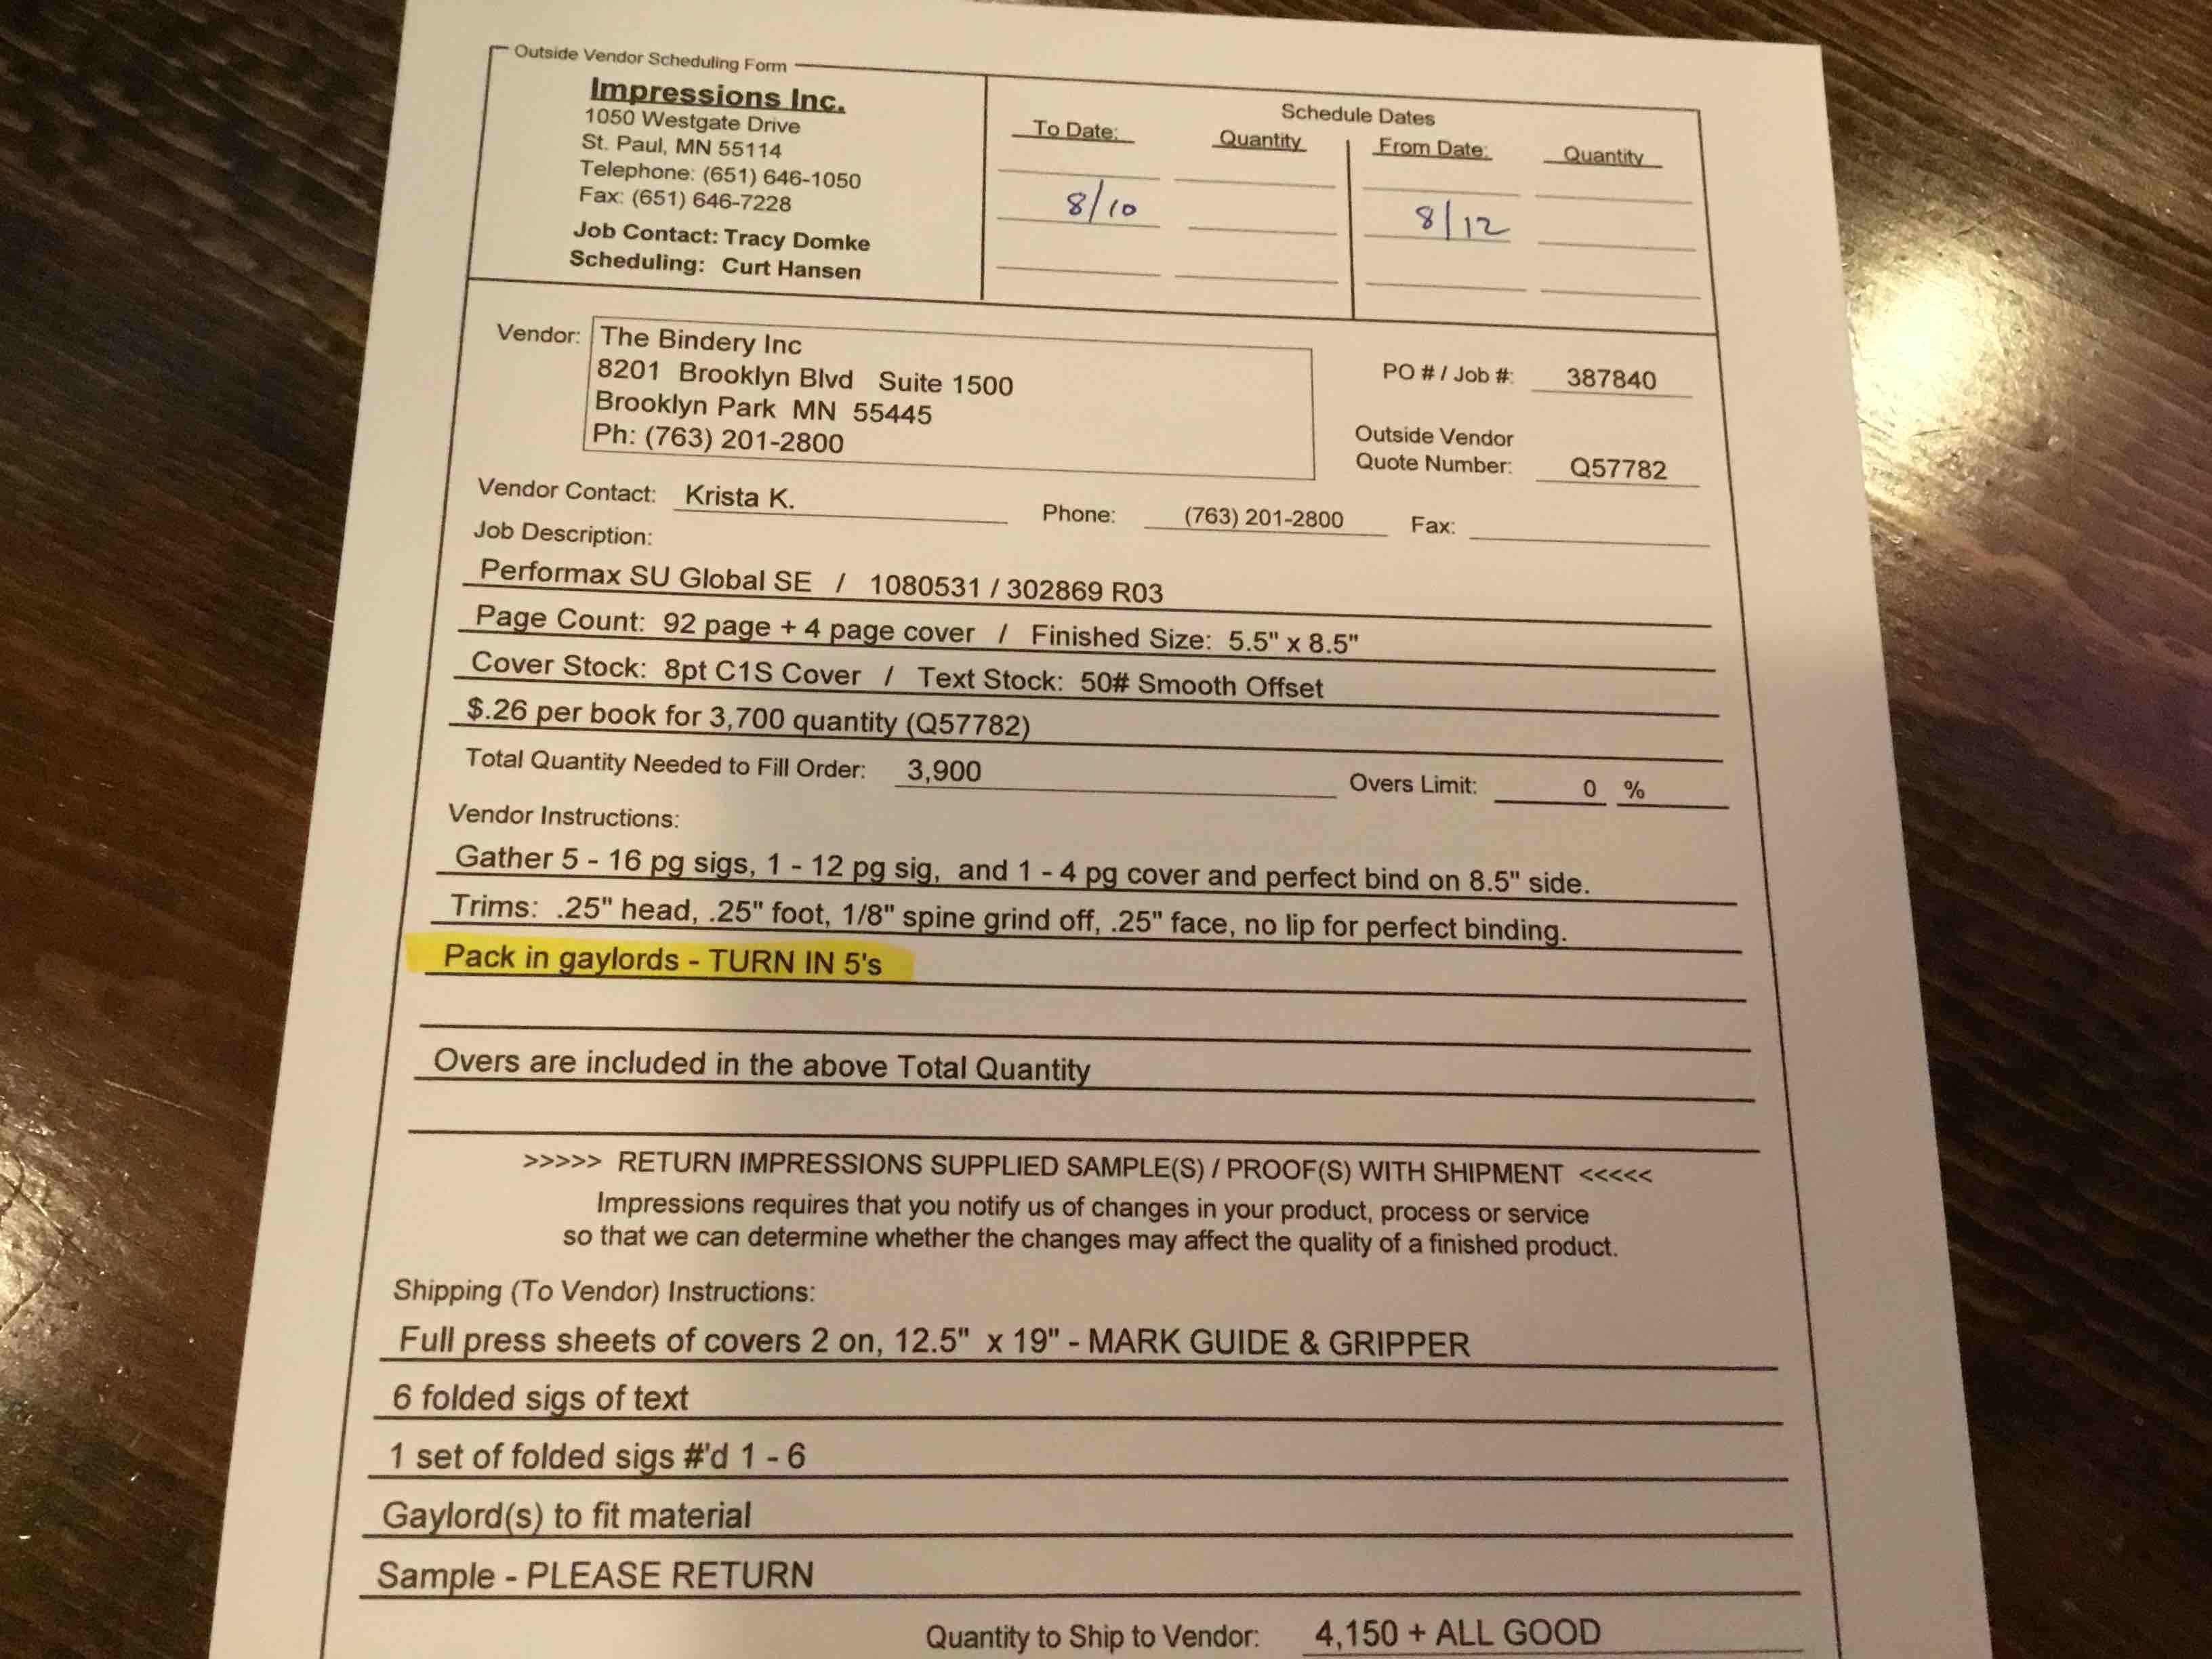 Outside Vendor Scheduling Form
Impressions Inc.
1050 Westgate Drive
St. Paul, MN 55114
Telephone: (651) 646-1050
Fax: (651) 646-7228
Job Contact: Tracy Domke
Scheduling: Curt Hansen
Schedule Dates
To Date: Quantity From Date: Quantity
8/10 8/12
Vendor: The Bindery Inc
8201 Brooklyn Blvd Suite 1500
Brooklyn Park MN 55445
Ph: (763) 201-2800
PO # / Job #: 387840
Outside Vendor
Quote Number: Q57782
Vendor Contact: Krista K. Phone: (763) 201-2800 Fax:
Job Description:
Performax SU Global SE / 1080531 / 302869 R03
Page Count: 92 page + 4 page cover / Finished Size: 5.5" x 8.5"
Cover Stock: 8pt C1S Cover / Text Stock: 50# Smooth Offset
$.26 per book for 3,700 quantity (Q57782)
Total Quantity Needed to Fill Order: 3,900 Overs Limit: 0 %
Vendor Instructions:
Gather 5 - 16 pg sigs, 1 - 12 pg sig, and 1 - 4 pg cover and perfect bind on 8.5" side.
Trims: .25" head, .25" foot, 1/8" spine grind off, .25" face, no lip for perfect binding.
Pack in gaylords - TURN IN 5's
Overs are included in the above Total Quantity
>>>>> RETURN IMPRESSIONS SUPPLIED SAMPLE(S) / PROOF(S) WITH SHIPMENT <<<<<
Impressions requires that you notify us of changes in your product, process or service
so that we can determine whether the changes may affect the quality of a finished product.
Shipping (To Vendor) Instructions:
Full press sheets of covers 2 on, 12.5" x 19" - MARK GUIDE & GRIPPER
6 folded sigs of text
1 set of folded sigs #'d 1 - 6
Gaylord(s) to fit material
Sample - PLEASE RETURN
Quantity to Ship to Vendor: 4,150 + ALL GOOD